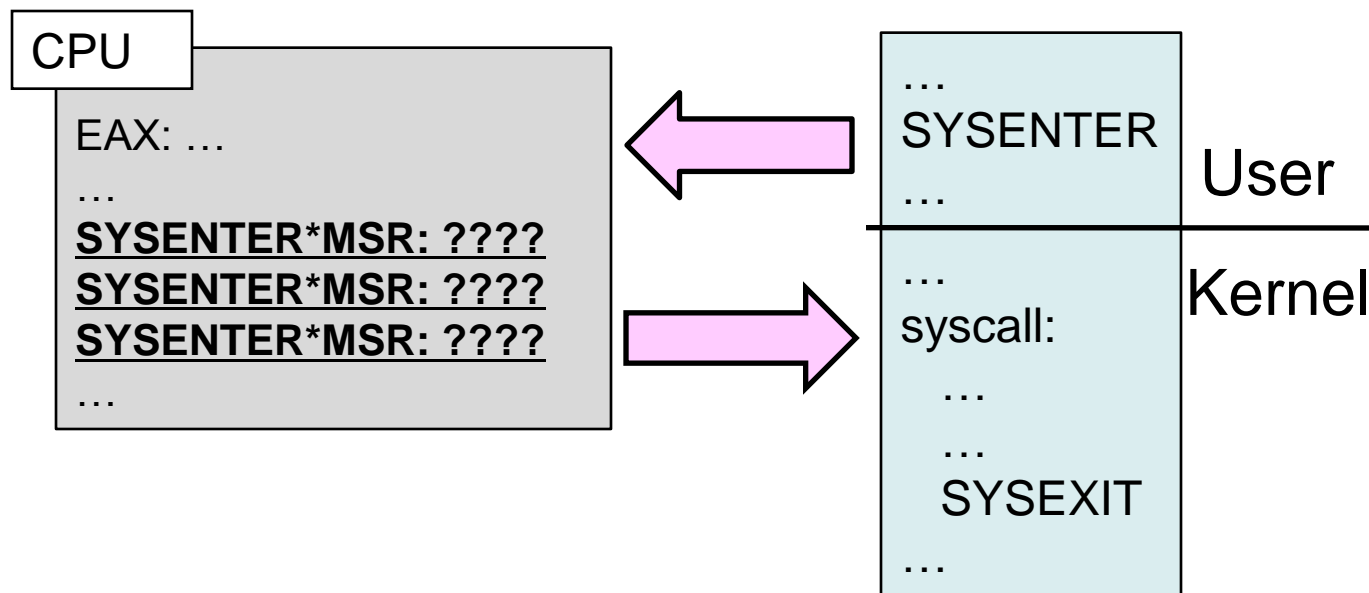 CPU
EAX: …
…
SYSENTER*MSR: ????
SYSENTER*MSR: ????
SYSENTER*MSR: ????
…
…
SYSENTER
…
User
Kernel
…
syscall:
…
…
SYSEXIT
…